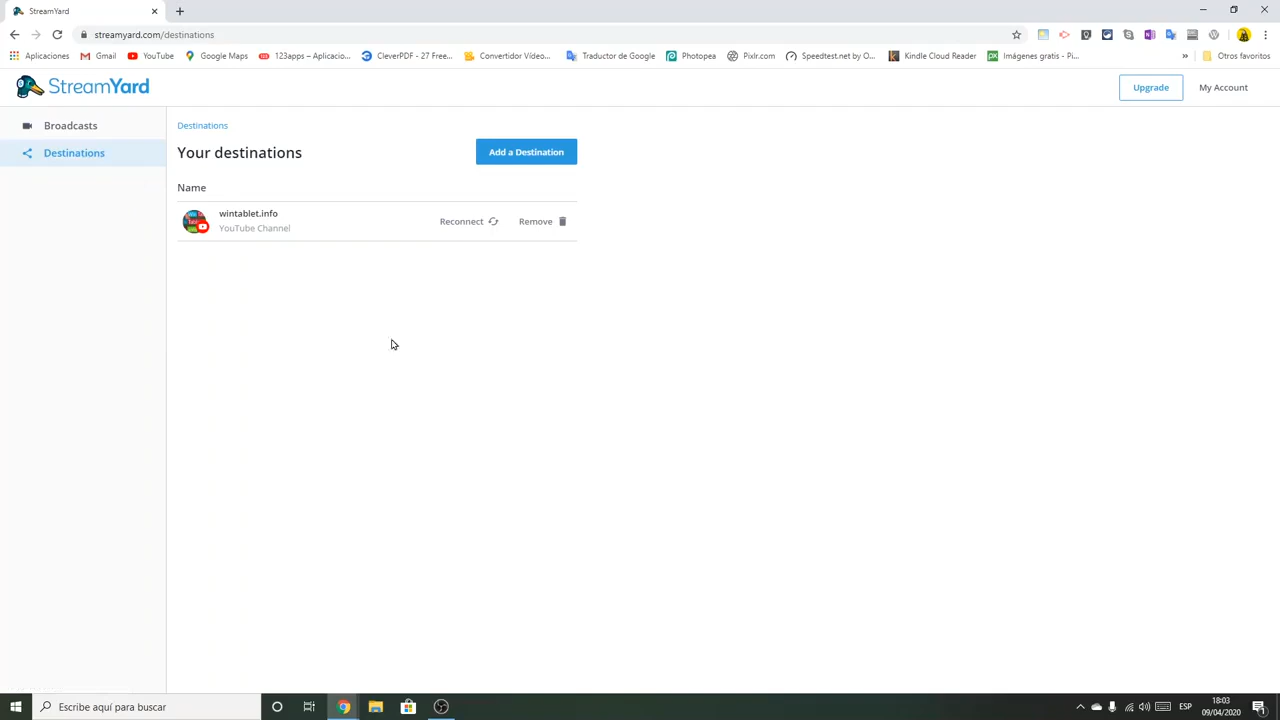 StreamYard
streamyard.com/destinations
Aplicaciones
Gmail
YouTube
Google Maps
123apps – Aplicacio...
CleverPDF - 27 Free...
Convertidor Vídeo...
Traductor de Google
Photopea
Pixlr.com
Speedtest.net by O...
Kindle Cloud Reader
Imágenes gratis - Pi...
»
Otros favoritos
StreamYard
Upgrade
My Account
Broadcasts
Destinations
Destinations
Your destinations
Add a Destination
Name
wintablet.info
YouTube Channel
Reconnect
Remove
Escribe aquí para buscar
ESP
18:03
09/04/2020
1